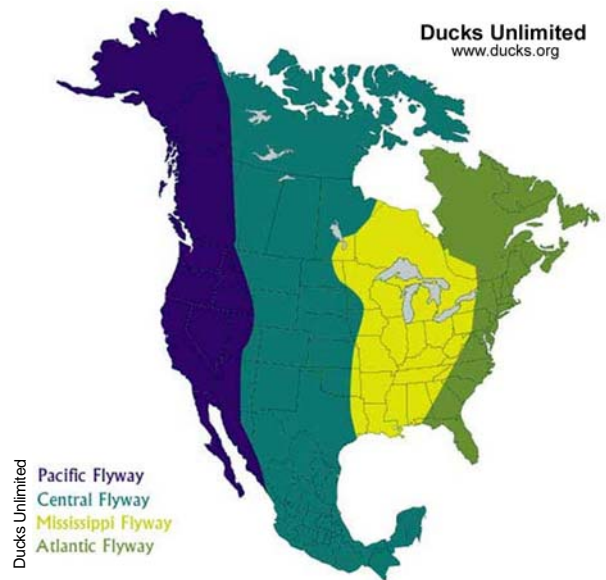 Ducks Unlimited
www.ducks.org
Ducks Unlimited
Pacific Flyway
Central Flyway
Mississippi Flyway
Atlantic Flyway